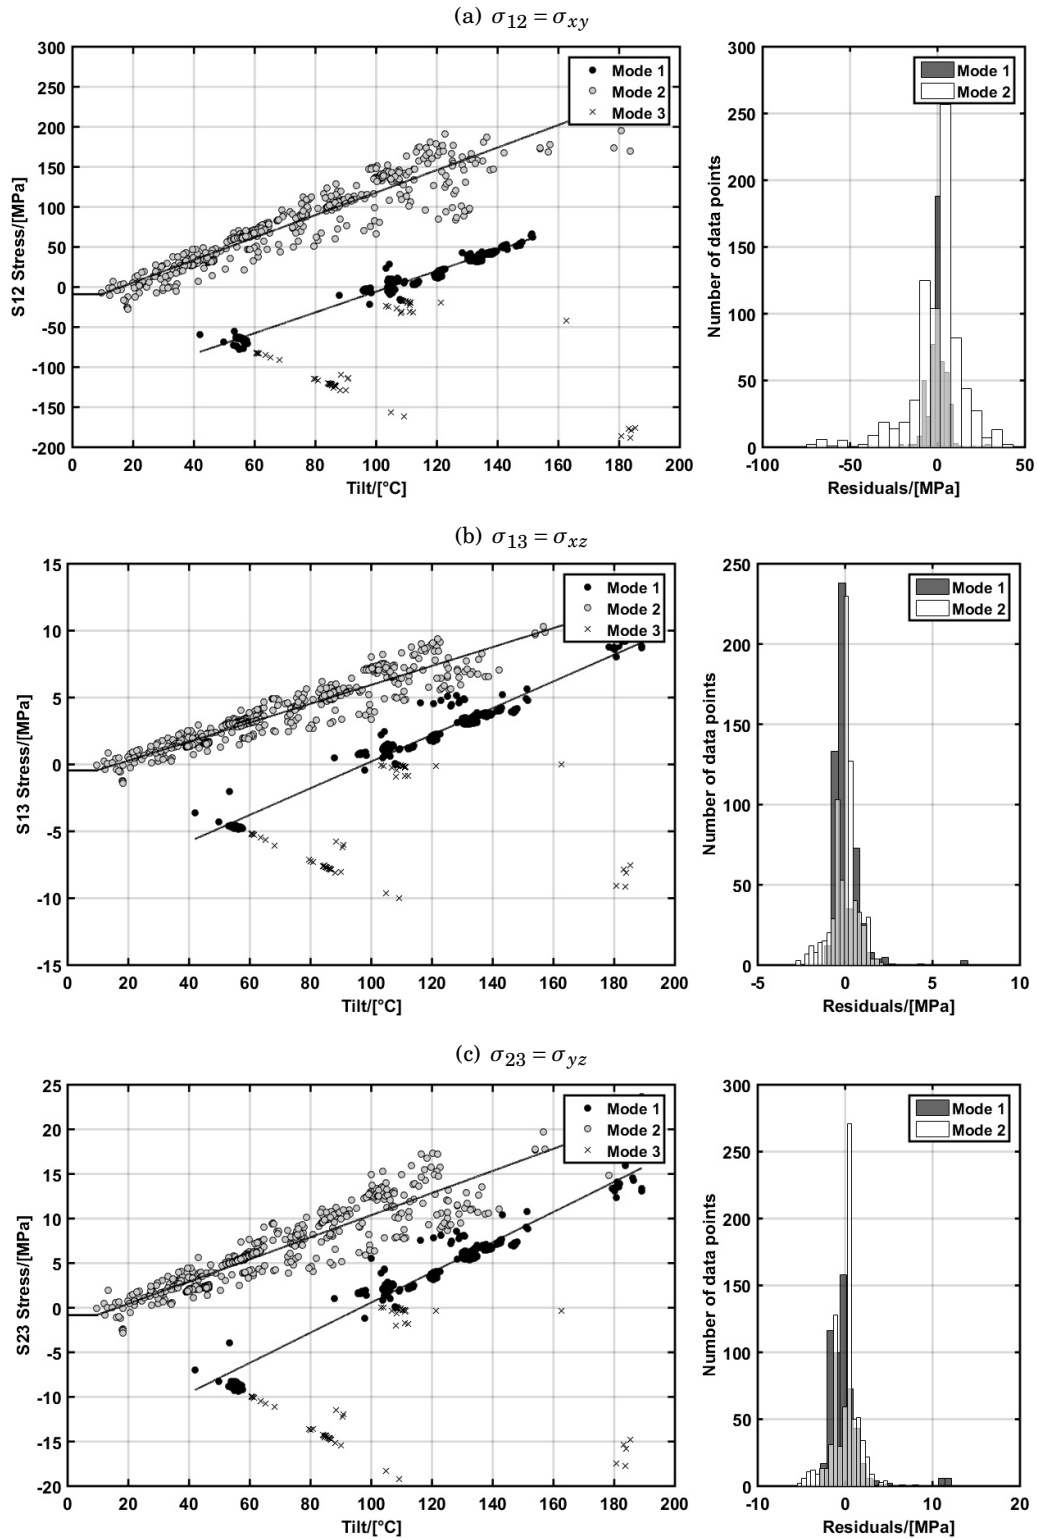 (a) σ12 = σxy
300
250
200
150
100
50
0
-50
-100
-150
-200
0 20 40 60 80 100 120 140 160 180 200
S12 Stress/[MPa]
Tilt/[°C]
Mode 1
Mode 2
Mode 3
300
250
200
150
100
50
0
-100 -50 0 50
Number of data points
Residuals/[MPa]
Mode 1
Mode 2
(b) σ13 = σxz
15
10
5
0
-5
-10
-15
0 20 40 60 80 100 120 140 160 180 200
S13 Stress/[MPa]
Tilt/[°C]
Mode 1
Mode 2
Mode 3
250
200
150
100
50
0
-5 0 5 10
Number of data points
Residuals/[MPa]
Mode 1
Mode 2
(c) σ23 = σyz
25
20
15
10
5
0
-5
-10
-15
-20
0 20 40 60 80 100 120 140 160 180 200
S23 Stress/[MPa]
Tilt/[°C]
Mode 1
Mode 2
Mode 3
300
250
200
150
100
50
0
-10 0 10 20
Number of data points
Residuals/[MPa]
Mode 1
Mode 2